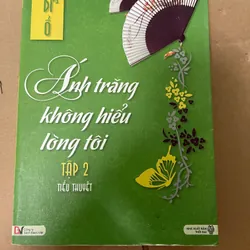 Ánh trăng
không hiểu
lòng tôi
TẬP 2
TIỂU THUYẾT